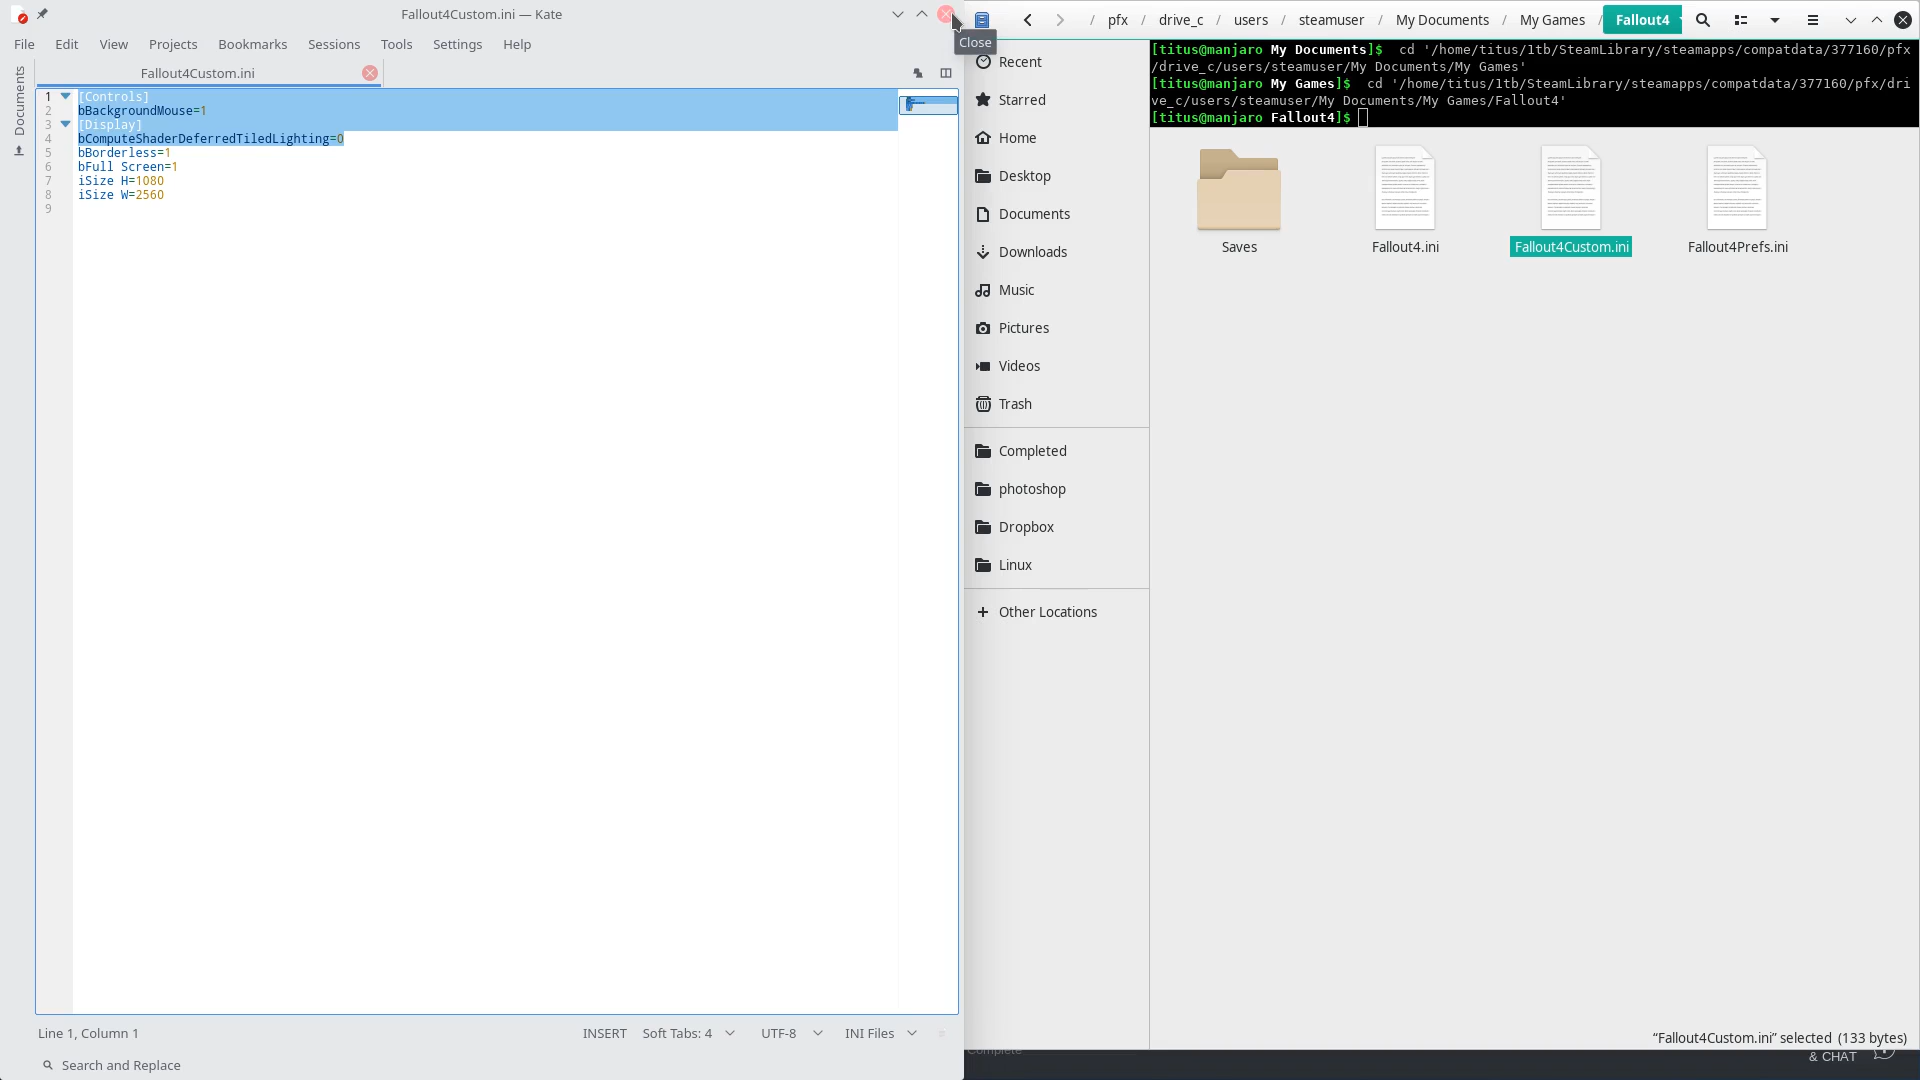 Fallout4Custom.ini — Kate
Close
File Edit View Projects Bookmarks Sessions Tools Settings Help
Documents
Fallout4Custom.ini
1 [Controls]
2 bBackgroundMouse=1
3 [Display]
4 bComputeShaderDeferredTiledLighting=0
5 bBorderless=1
6 bFull Screen=1
7 iSize H=1080
8 iSize W=2560
9
Line 1, Column 1 INSERT Soft Tabs: 4 UTF-8 INI Files
Search and Replace
/ pfx / drive_c / users / steamuser / My Documents / My Games / Fallout4
Recent
Starred
Home
Desktop
Documents
Downloads
Music
Pictures
Videos
Trash
Completed
photoshop
Dropbox
Linux
+ Other Locations
[titus@manjaro My Documents]$ cd '/home/titus/1tb/SteamLibrary/steamapps/compatdata/377160/pfx
/drive_c/users/steamuser/My Documents/My Games'
[titus@manjaro My Games]$ cd '/home/titus/1tb/SteamLibrary/steamapps/compatdata/377160/pfx/dri
ve_c/users/steamuser/My Documents/My Games/Fallout4'
[titus@manjaro Fallout4]$
Saves Fallout4.ini Fallout4Custom.ini Fallout4Prefs.ini
“Fallout4Custom.ini” selected (133 bytes)
Complete
& CHAT